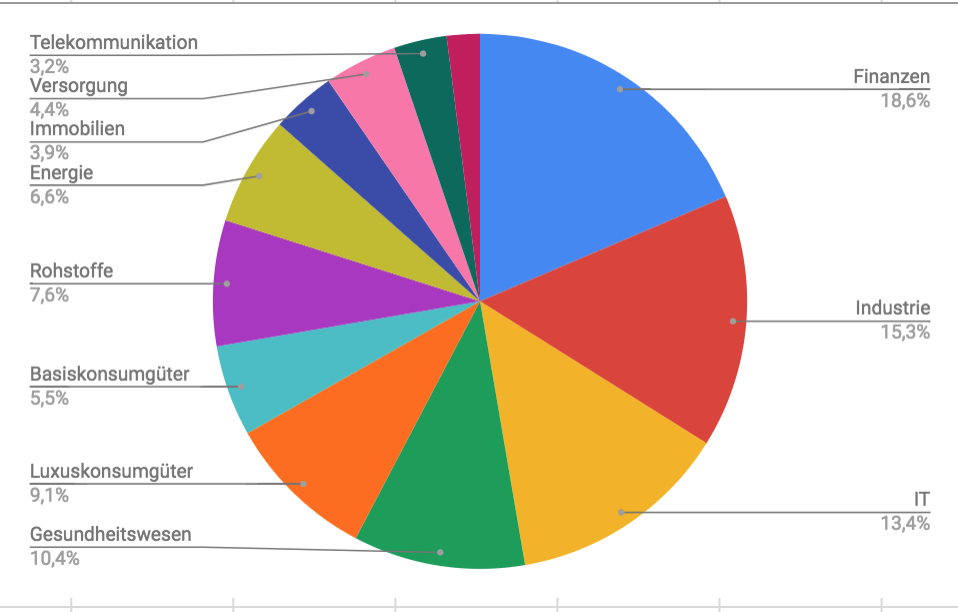 Telekommunikation
3,2%
Versorgung
4,4%
Immobilien
3,9%
Energie
6,6%
Rohstoffe
7,6%
Basiskonsumgüter
5,5%
Luxuskonsumgüter
9,1%
Gesundheitswesen
10,4%
Finanzen
18,6%
Industrie
15,3%
IT
13,4%